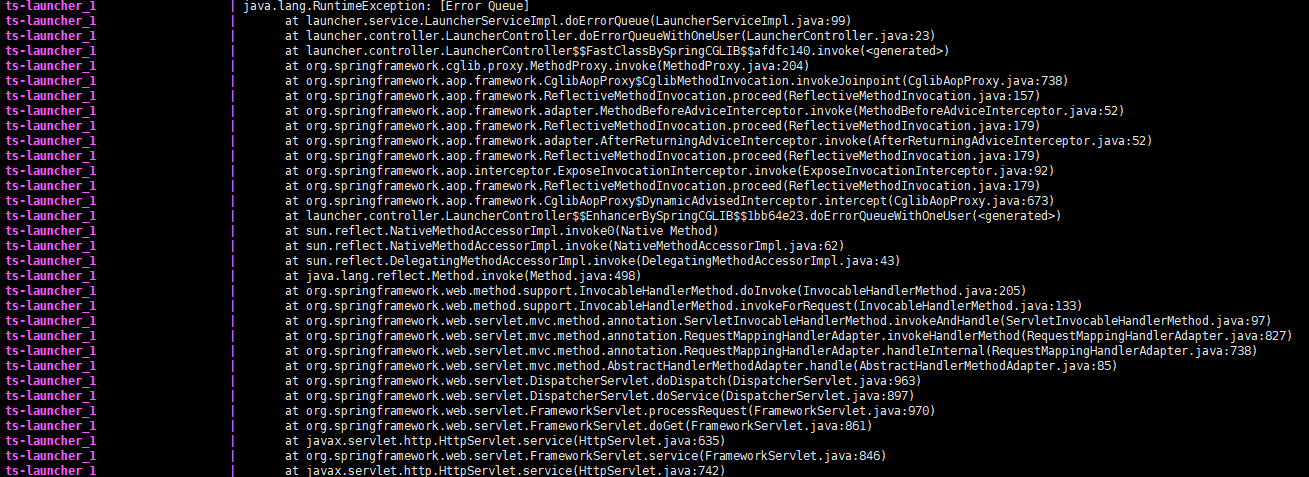 ts-launcher_1 | java.lang.RuntimeException: [Error Queue]
ts-launcher_1 | at launcher.service.LauncherServiceImpl.doErrorQueue(LauncherServiceImpl.java:99)
ts-launcher_1 | at launcher.controller.LauncherController.doErrorQueueWithOneUser(LauncherController.java:23)
ts-launcher_1 | at launcher.controller.LauncherController$$FastClassBySpringCGLIB$$afdfc140.invoke(<generated>)
ts-launcher_1 | at org.springframework.cglib.proxy.MethodProxy.invoke(MethodProxy.java:204)
ts-launcher_1 | at org.springframework.aop.framework.CglibAopProxy$CglibMethodInvocation.invokeJoinpoint(CglibAopProxy.java:738)
ts-launcher_1 | at org.springframework.aop.framework.ReflectiveMethodInvocation.proceed(ReflectiveMethodInvocation.java:157)
ts-launcher_1 | at org.springframework.aop.framework.adapter.MethodBeforeAdviceInterceptor.invoke(MethodBeforeAdviceInterceptor.java:52)
ts-launcher_1 | at org.springframework.aop.framework.ReflectiveMethodInvocation.proceed(ReflectiveMethodInvocation.java:179)
ts-launcher_1 | at org.springframework.aop.framework.adapter.AfterReturningAdviceInterceptor.invoke(AfterReturningAdviceInterceptor.java:52)
ts-launcher_1 | at org.springframework.aop.framework.ReflectiveMethodInvocation.proceed(ReflectiveMethodInvocation.java:179)
ts-launcher_1 | at org.springframework.aop.interceptor.ExposeInvocationInterceptor.invoke(ExposeInvocationInterceptor.java:92)
ts-launcher_1 | at org.springframework.aop.framework.ReflectiveMethodInvocation.proceed(ReflectiveMethodInvocation.java:179)
ts-launcher_1 | at org.springframework.aop.framework.CglibAopProxy$DynamicAdvisedInterceptor.intercept(CglibAopProxy.java:673)
ts-launcher_1 | at launcher.controller.LauncherController$$EnhancerBySpringCGLIB$$1bb64e23.doErrorQueueWithOneUser(<generated>)
ts-launcher_1 | at sun.reflect.NativeMethodAccessorImpl.invoke0(Native Method)
ts-launcher_1 | at sun.reflect.NativeMethodAccessorImpl.invoke(NativeMethodAccessorImpl.java:62)
ts-launcher_1 | at sun.reflect.DelegatingMethodAccessorImpl.invoke(DelegatingMethodAccessorImpl.java:43)
ts-launcher_1 | at java.lang.reflect.Method.invoke(Method.java:498)
ts-launcher_1 | at org.springframework.web.method.support.InvocableHandlerMethod.doInvoke(InvocableHandlerMethod.java:205)
ts-launcher_1 | at org.springframework.web.method.support.InvocableHandlerMethod.invokeForRequest(InvocableHandlerMethod.java:133)
ts-launcher_1 | at org.springframework.web.servlet.mvc.method.annotation.ServletInvocableHandlerMethod.invokeAndHandle(ServletInvocableHandlerMethod.java:97)
ts-launcher_1 | at org.springframework.web.servlet.mvc.method.annotation.RequestMappingHandlerAdapter.invokeHandlerMethod(RequestMappingHandlerAdapter.java:827)
ts-launcher_1 | at org.springframework.web.servlet.mvc.method.annotation.RequestMappingHandlerAdapter.handleInternal(RequestMappingHandlerAdapter.java:738)
ts-launcher_1 | at org.springframework.web.servlet.mvc.method.AbstractHandlerMethodAdapter.handle(AbstractHandlerMethodAdapter.java:85)
ts-launcher_1 | at org.springframework.web.servlet.DispatcherServlet.doDispatch(DispatcherServlet.java:963)
ts-launcher_1 | at org.springframework.web.servlet.DispatcherServlet.doService(DispatcherServlet.java:897)
ts-launcher_1 | at org.springframework.web.servlet.FrameworkServlet.processRequest(FrameworkServlet.java:970)
ts-launcher_1 | at org.springframework.web.servlet.FrameworkServlet.doGet(FrameworkServlet.java:861)
ts-launcher_1 | at javax.servlet.http.HttpServlet.service(HttpServlet.java:635)
ts-launcher_1 | at org.springframework.web.servlet.FrameworkServlet.service(FrameworkServlet.java:846)
ts-launcher_1 | at javax.servlet.http.HttpServlet.service(HttpServlet.java:742)